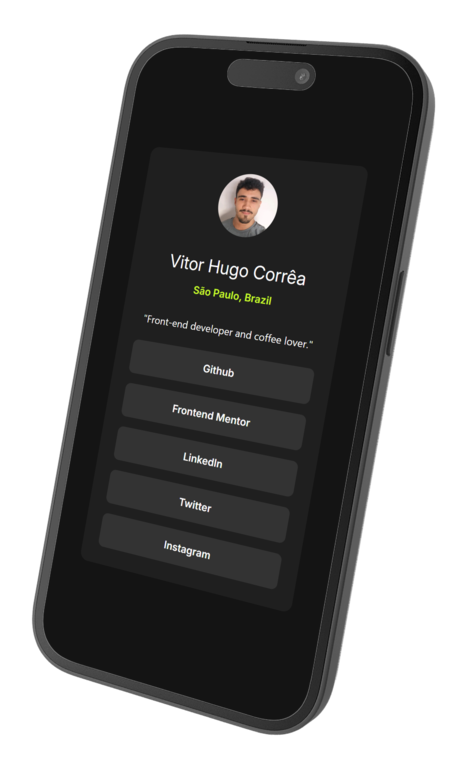 Vitor Hugo Corrêa
São Paulo, Brazil
"Front-end developer and coffee lover."
Github
Frontend Mentor
LinkedIn
Twitter
Instagram